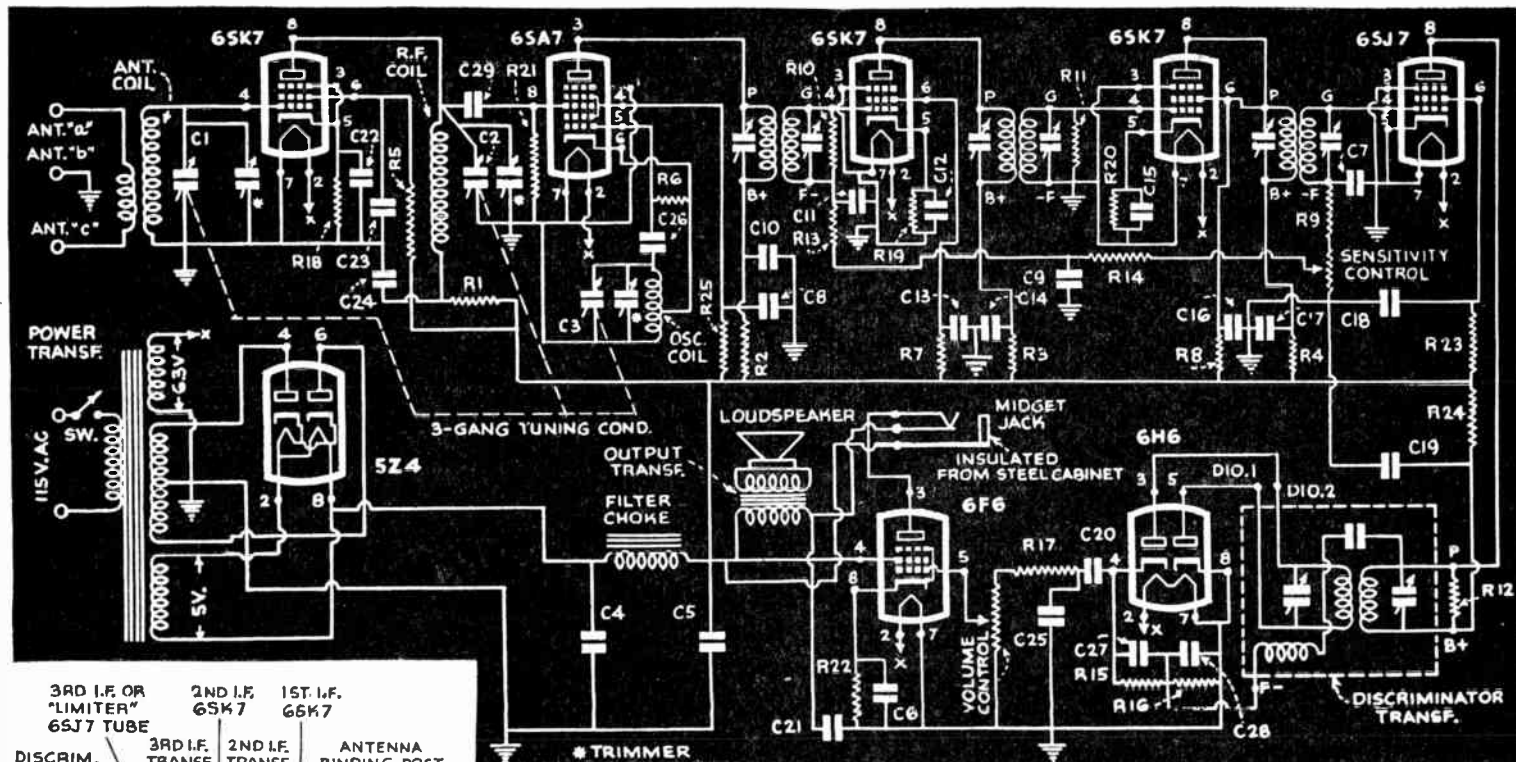 6SK7
6SA7
6SK7
6SK7
6SJ7
8
3
8
8
8
ANT.
COIL
R.F.
COIL
C29
R21
R10
R11
ANT. "a"
ANT. "b"
ANT. "c"
C1
4
3
6
5
7
2
x
*
C22
R5
R18
C23
C24
R1
C2
*
8
4
5
6
7
2
x
R6
C26
C3
*
OSC.
COIL
R25
R2
P
G
B+
F-
C10
C8
4
3
6
5
7
2
x
C11
R13
R19
C12
C9
R14
C13
C14
R7
R3
P
G
B+
F-
R20
C15
3
4
5
6
2
x
C16
C17
R8
R4
P
G
B+
-F
C7
R9
3
4
6
7
2
x
SENSITIVITY
CONTROL
C18
R23
R24
C19
POWER
TRANSF.
x
6.3V
4
6
SW.
115V.AC
5Z4
2
8
5V.
3-GANG TUNING COND.
LOUDSPEAKER
OUTPUT
TRANSF.
FILTER
CHOKE
MIDGET
JACK
INSULATED
FROM STEEL CABINET
6F6
3
4
5
8
2
7
x
C4
C5
R22
C6
C21
VOLUME
CONTROL
R17
C20
C25
6H6
3
5
4
8
2
7
x
C27
R15
R16
C28
DIO.1
DIO.2
P
R12
B+
F-
DISCRIMINATOR
TRANSF.
* TRIMMER
3RD I.F. OR
"LIMITER"
6SJ7 TUBE
2ND I.F.
6SK7
1ST. I.F.
6SK7
DISCRIM.
3RD I.F.
TRANSF.
2ND I.F.
TRANSF.
ANTENNA
BINDING POST